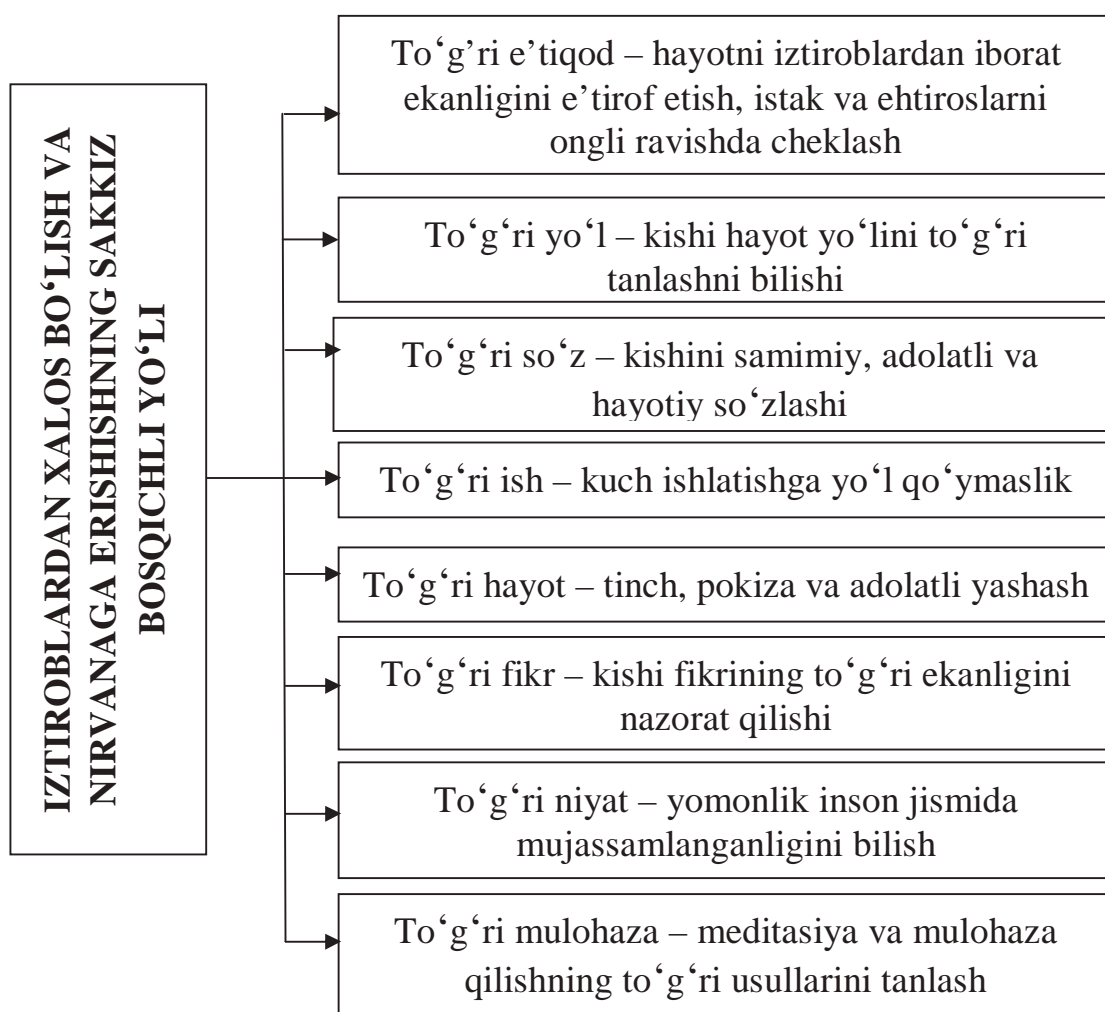 IZTIROBLARDAN XALOS BO‘LISH VA
NIRVANAGA ERISHISHNING SAKKIZ
BOSQICHLI YO‘LI
To‘g’ri e’tiqod – hayotni iztiroblardan iborat
ekanligini e’tirof etish, istak va ehtiroslarni
ongli ravishda cheklash
To‘g‘ri yo‘l – kishi hayot yo‘lini to‘g‘ri
tanlashni bilishi
To‘g‘ri so‘z – kishini samimiy, adolatli va
hayotiy so‘zlashi
To‘g‘ri ish – kuch ishlatishga yo‘l qo‘ymaslik
To‘g‘ri hayot – tinch, pokiza va adolatli yashash
To‘g‘ri fikr – kishi fikrining to‘g‘ri ekanligini
nazorat qilishi
To‘g‘ri niyat – yomonlik inson jismida
mujassamlanganligini bilish
To‘g‘ri mulohaza – meditasiya va mulohaza
qilishning to‘g‘ri usullarini tanlash